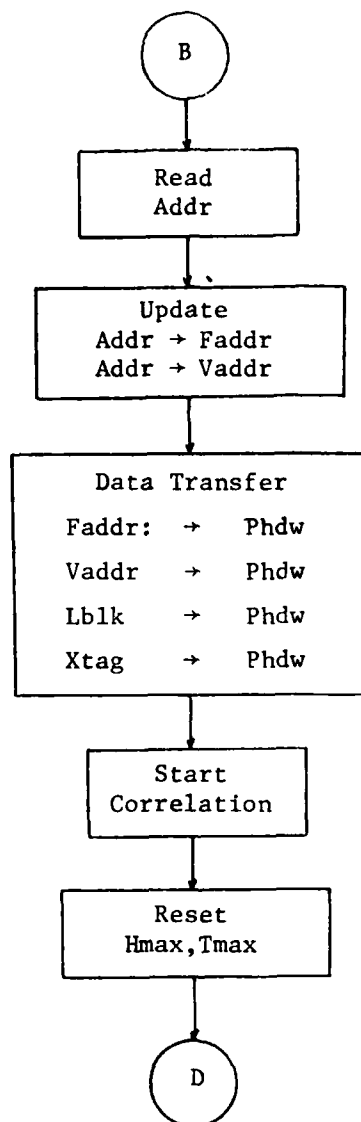 B
Read
Addr
Update
Addr → Faddr
Addr → Vaddr
Data Transfer
Faddr: → Phdw
Vaddr → Phdw
Lblk → Phdw
Xtag → Phdw
Start
Correlation
Reset
Hmax,Tmax
D